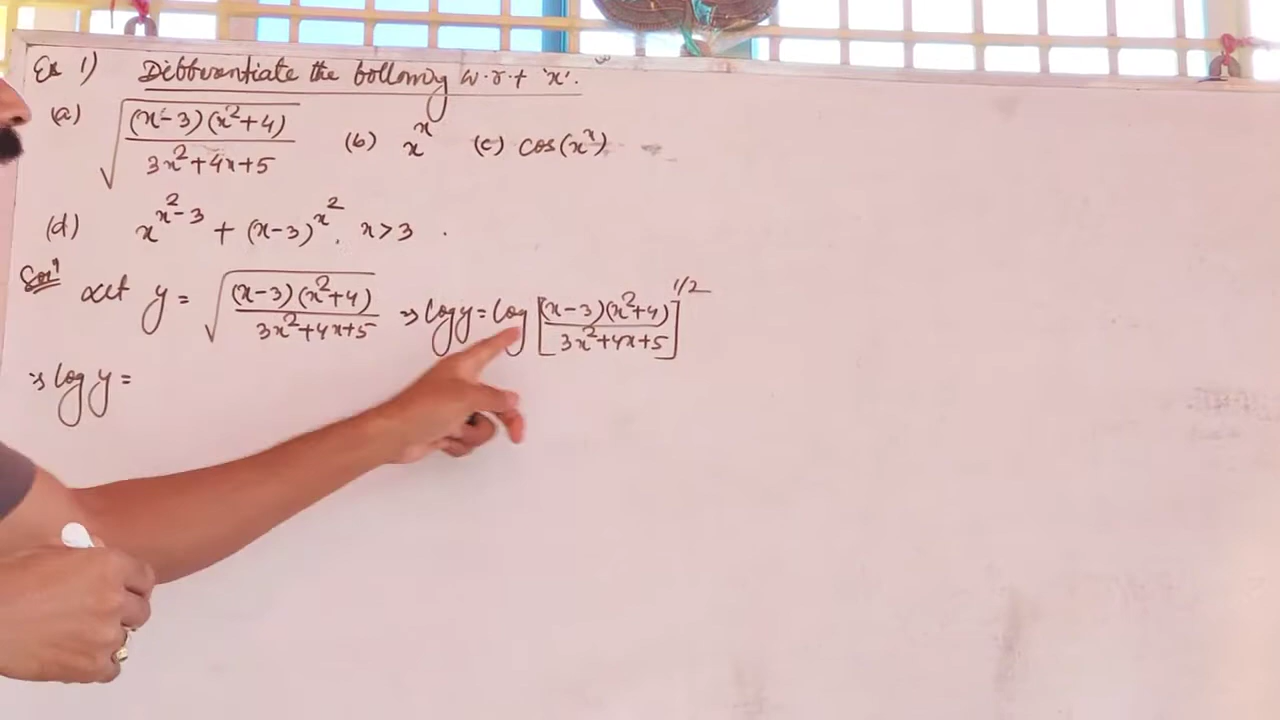 Ex 1) Differentiate the following w.r.t 'x'.
(a) √((x-3)(x²+4)/(3x²+4x+5)) (b) x^x (c) cos(x^x)
(d) x^(x²-3) + (x-3)^(x²), x>3.
Sol^n Let y = √((x-3)(x²+4)/(3x²+4x+5)) ⇒ log y = log [(x-3)(x²+4)/(3x²+4x+5)]^(1/2)
⇒ log y =